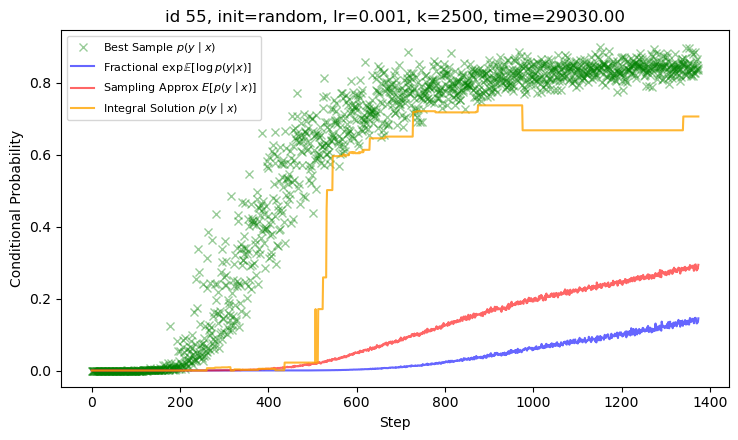 id 55, init=random, lr=0.001, k=2500, time=29030.00
Best Sample p(y | x)
Fractional exp𝔼[log p(y|x)]
Sampling Approx E[p(y | x)]
Integral Solution p(y | x)
Conditional Probability
0.8
0.6
0.4
0.2
0.0
0 200 400 600 800 1000 1200 1400
Step